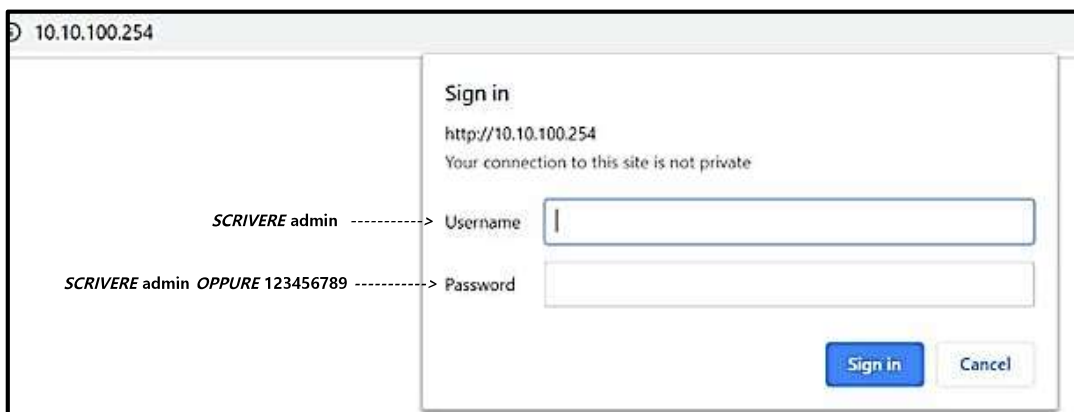 10.10.100.254
Sign in
http://10.10.100.254
Your connection to this site is not private
SCRIVERE admin -----------> Username
SCRIVERE admin OPPURE 123456789 -----------> Password
Sign in Cancel